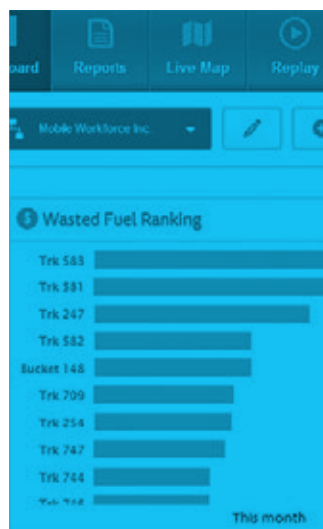 oard Reports Live Map Replay
Mobile Workforce Inc.
Wasted Fuel Ranking
Trk 583
Trk 581
Trk 247
Trk 582
Bucket 148
Trk 709
Trk 254
Trk 747
Trk 744
This month